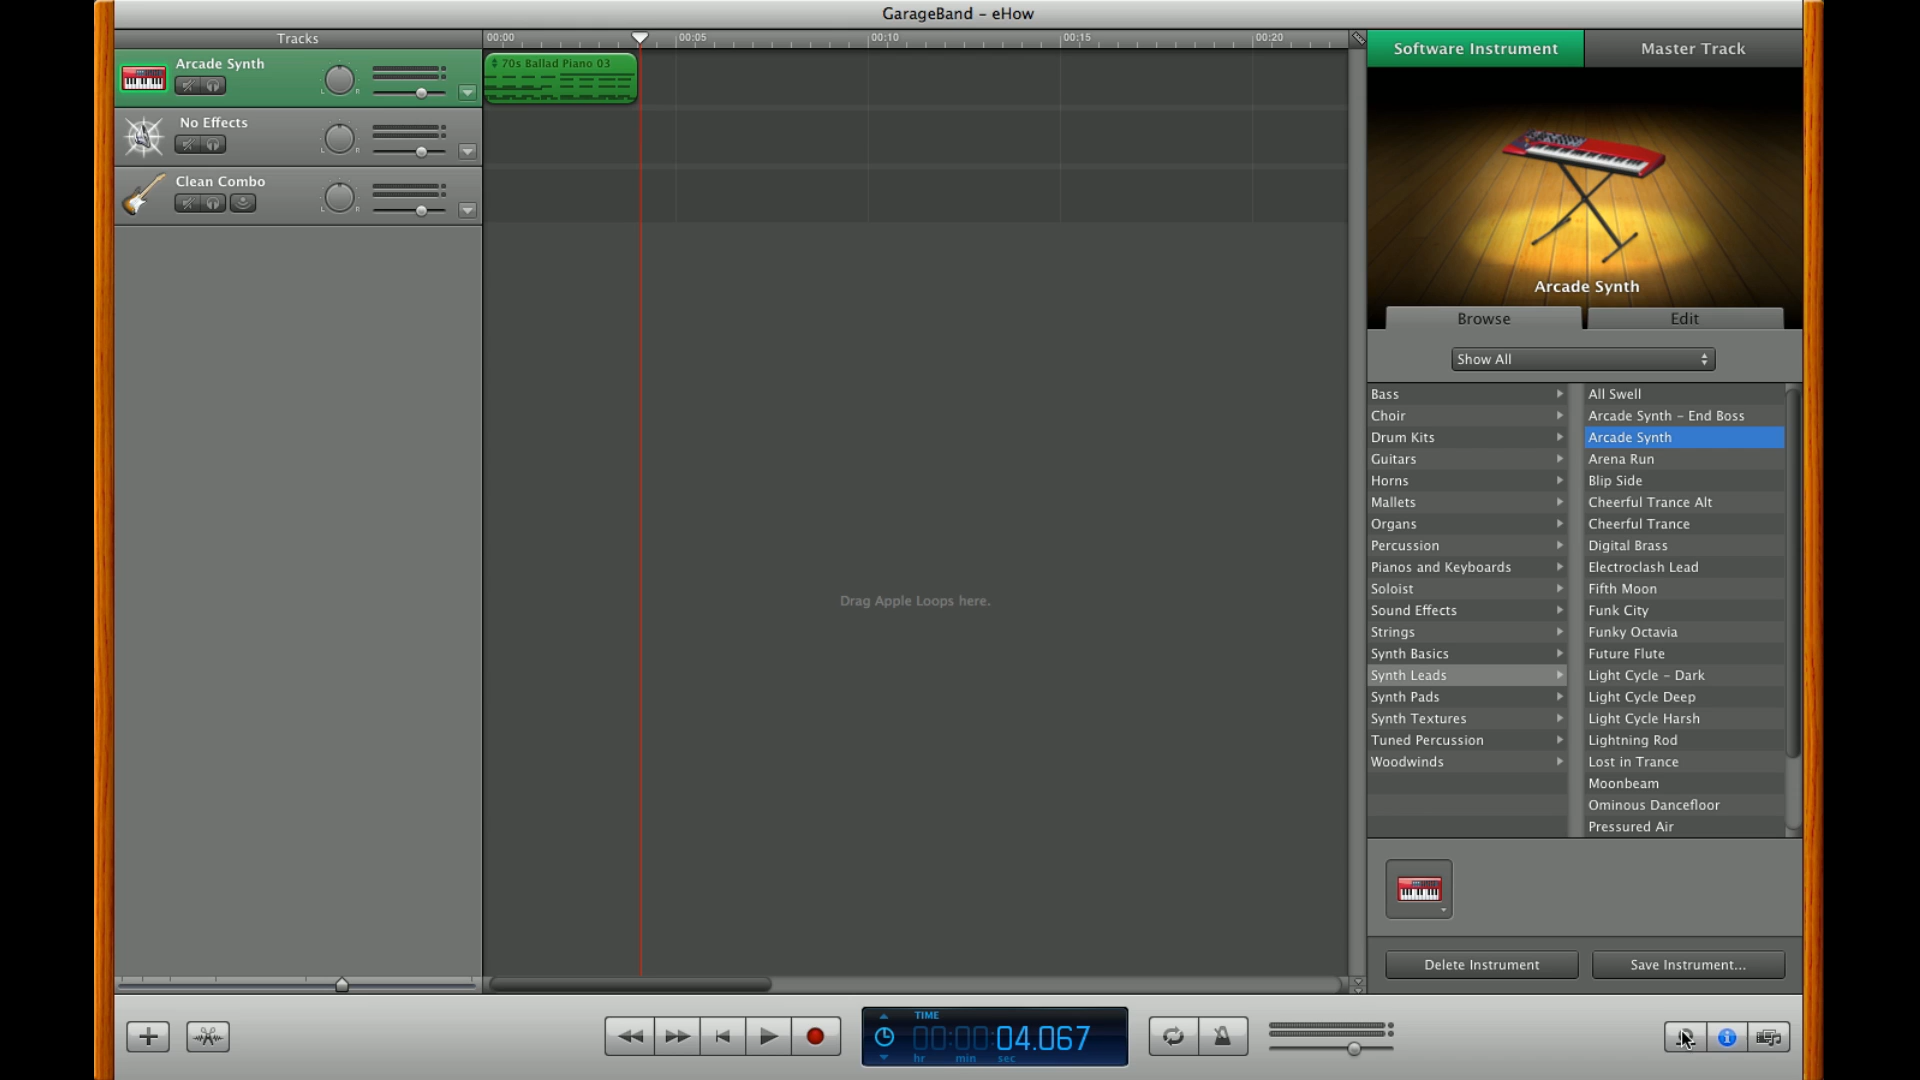 GarageBand – eHow
Tracks
00:00
00:05
00:10
00:15
00:20
Software Instrument
Master Track
Arcade Synth
L R
70s Ballad Piano 03
No Effects
L R
Clean Combo
L R
Arcade Synth
Browse
Edit
Show All
Bass
Choir
Drum Kits
Guitars
Horns
Mallets
Organs
Percussion
Pianos and Keyboards
Soloist
Sound Effects
Strings
Synth Basics
Synth Leads
Synth Pads
Synth Textures
Tuned Percussion
Woodwinds
All Swell
Arcade Synth – End Boss
Arcade Synth
Arena Run
Blip Side
Cheerful Trance Alt
Cheerful Trance
Digital Brass
Electroclash Lead
Fifth Moon
Funk City
Funky Octavia
Future Flute
Light Cycle – Dark
Light Cycle Deep
Light Cycle Harsh
Lightning Rod
Lost in Trance
Moonbeam
Ominous Dancefloor
Pressured Air
Drag Apple Loops here.
Delete Instrument
Save Instrument...
TIME
00:00:04.067
hr min sec